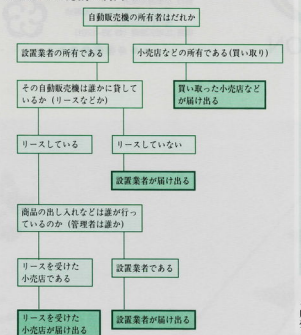 自動販売機の所有者はだれか
設置業者の所有である
小売店などの所有である(買い取り)
その自動販売機は誰かに貸して
いるか(リースなどか)
買い取った小売店など
が届け出る
リースしている
リースしていない
設置業者が届け出る
商品の出し入れなどは誰が行っ
ているのか(管理者は誰か)
リースを受けた
小売店である
設置業者である
リースを受けた
小売店が届け出る
設置業者が届け出る